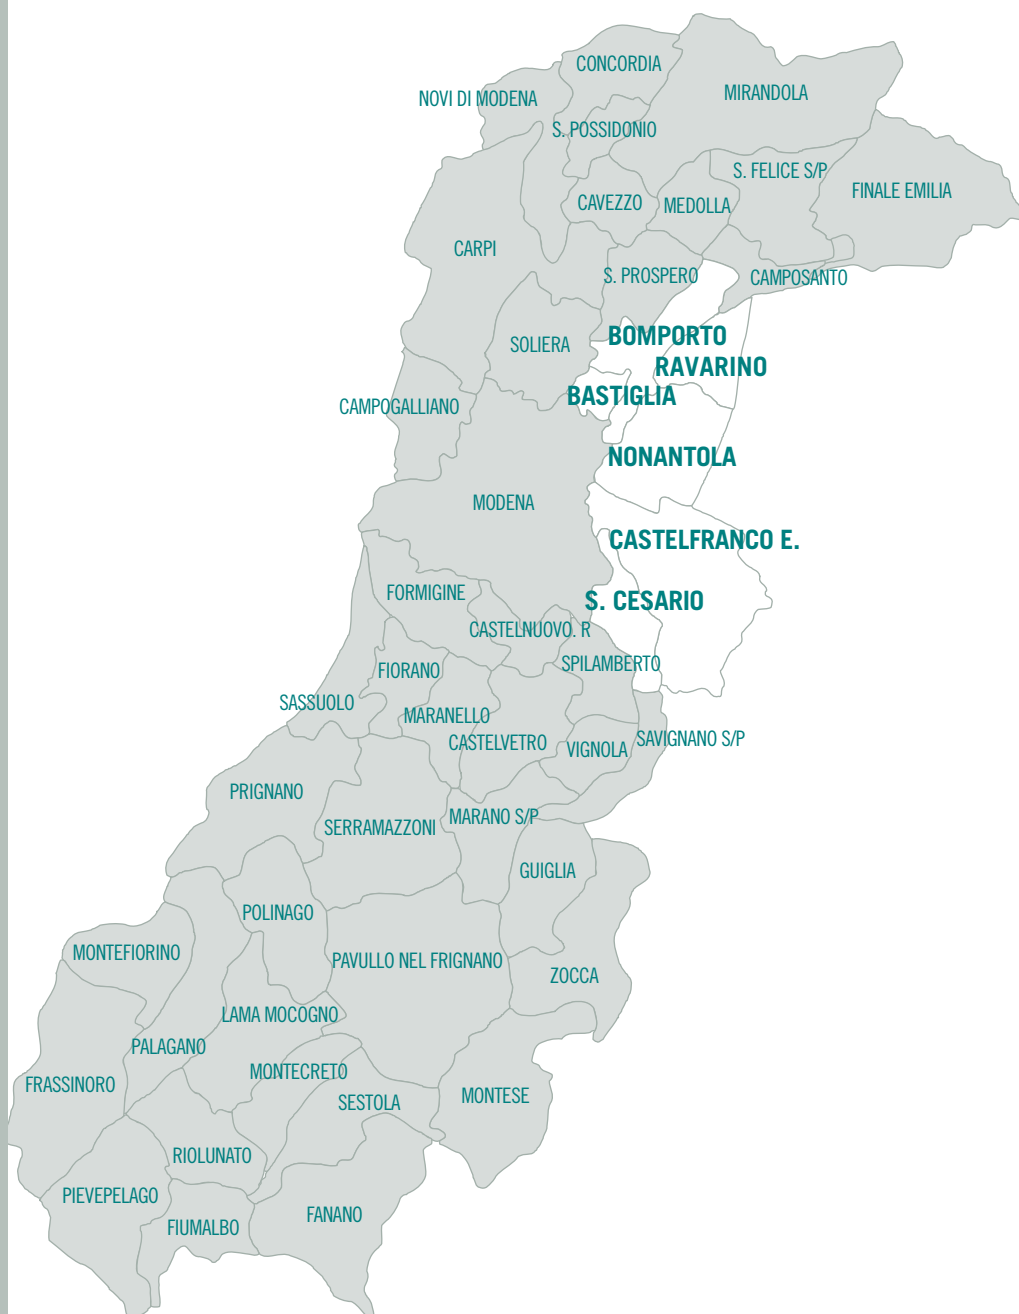 CONCORDIA
MIRANDOLA
NOVI DI MODENA
S. POSSIDONIO
S. FELICE S/P
FINALE EMILIA
CAVEZZO
MEDOLLA
CARPI
S. PROSPERO
CAMPOSANTO
BOMPORTO
SOLIERA
RAVARINO
BASTIGLIA
CAMPOGALLIANO
NONANTOLA
MODENA
CASTELFRANCO E.
FORMIGINE
S. CESARIO
CASTELNUOVO. R
SPILAMBERTO
FIORANO
SASSUOLO
MARANELLO
CASTELVETRO
SAVIGNANO S/P
VIGNOLA
PRIGNANO
MARANO S/P
SERRAMAZZONI
GUIGLIA
POLINAGO
MONTEFIORINO
PAVULLO NEL FRIGNANO
ZOCCA
LAMA MOCOGNO
PALAGANO
MONTECRETO
FRASSINORO
MONTESE
SESTOLA
RIOLUNATO
PIEVEPELAGO
FANANO
FIUMALBO